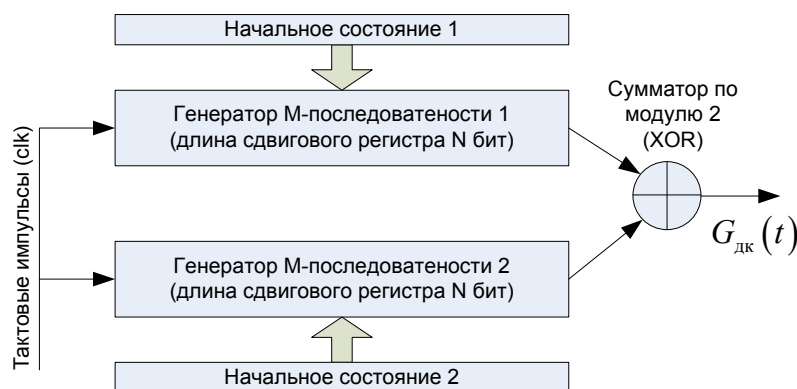 Начальное состояние 1
Генератор М-последоватености 1
(длина сдвигового регистра N бит)
Сумматор по
модулю 2
(XOR)
Тактовые импульсы (clk)
G_дк (t)
Генератор М-последоватености 2
(длина сдвигового регистра N бит)
Начальное состояние 2